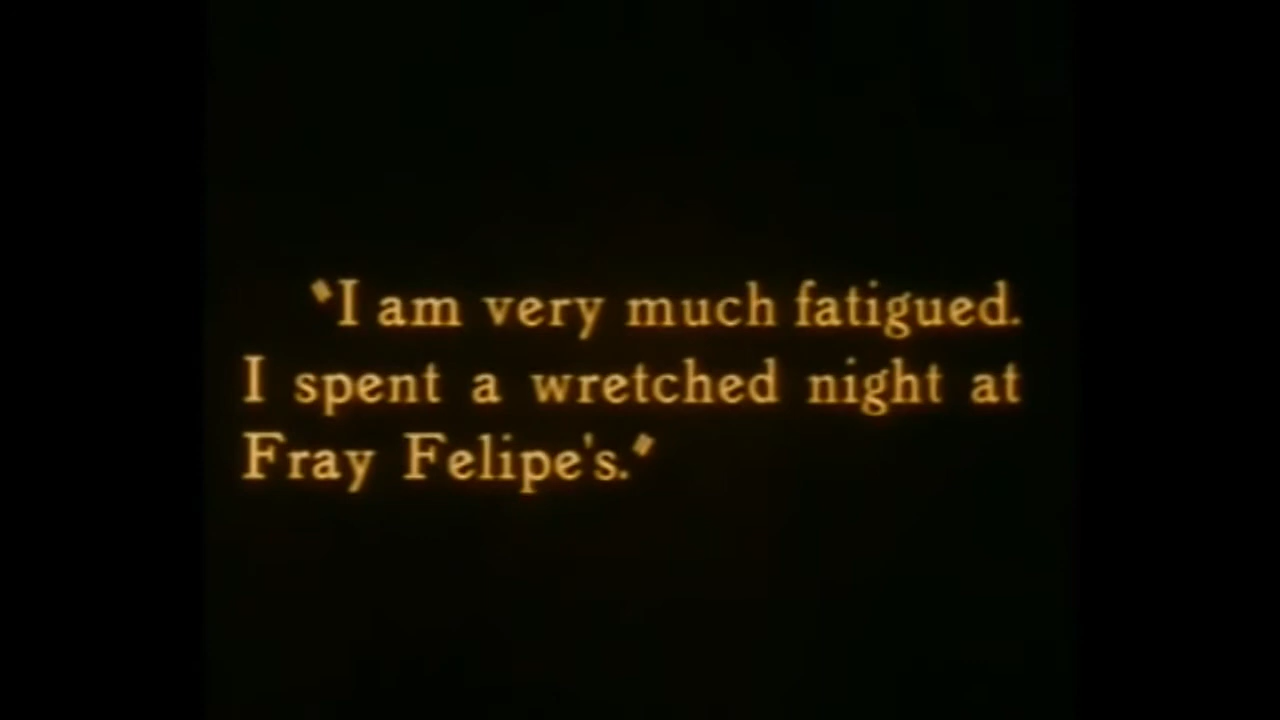 "I am very much fatigued.
I spent a wretched night at
Fray Felipe's."